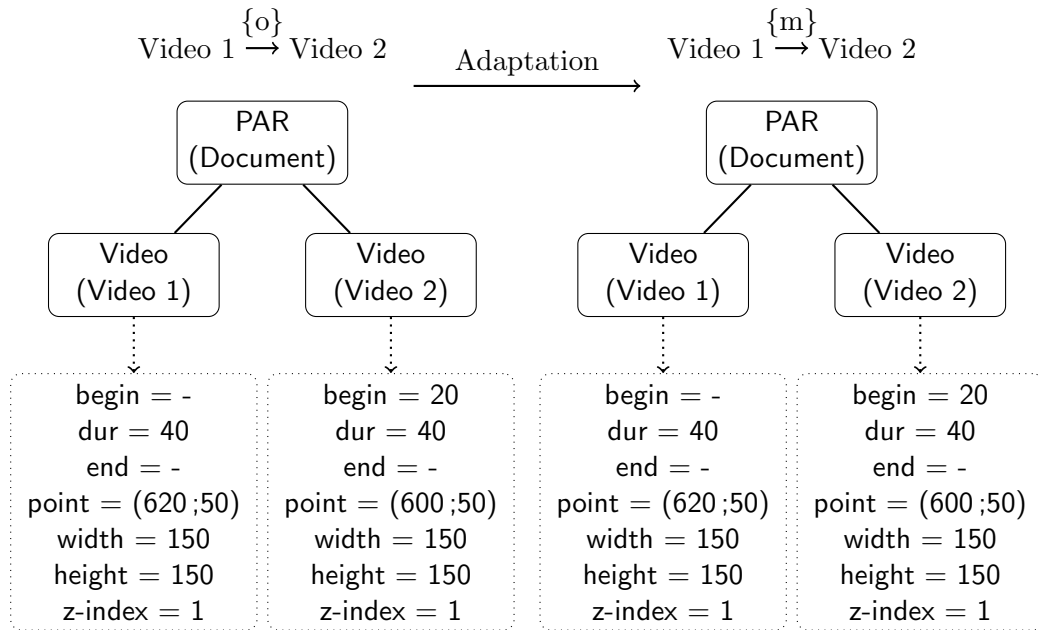 {o}
Video 1 → Video 2
Adaptation
{m}
Video 1 → Video 2
PAR
(Document)
Video
(Video 1)
Video
(Video 2)
begin = -
dur = 40
end = -
point = (620 ;50)
width = 150
height = 150
z-index = 1
begin = 20
dur = 40
end = -
point = (600 ;50)
width = 150
height = 150
z-index = 1
PAR
(Document)
Video
(Video 1)
Video
(Video 2)
begin = -
dur = 40
end = -
point = (620 ;50)
width = 150
height = 150
z-index = 1
begin = 20
dur = 40
end = -
point = (600 ;50)
width = 150
height = 150
z-index = 1